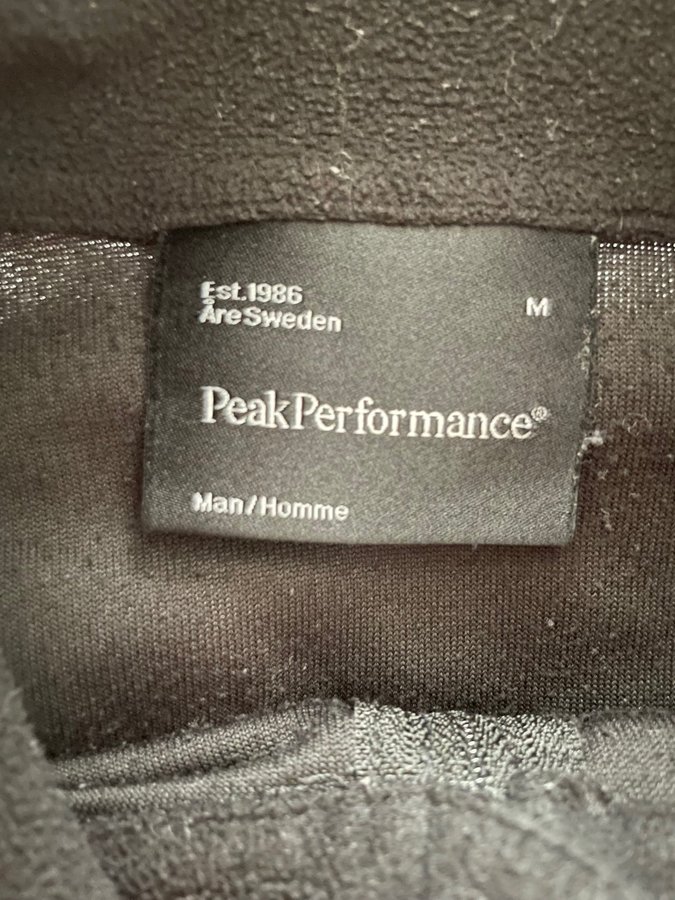 Est.1986
Åre Sweden
M
PeakPerformance®
Man/Homme